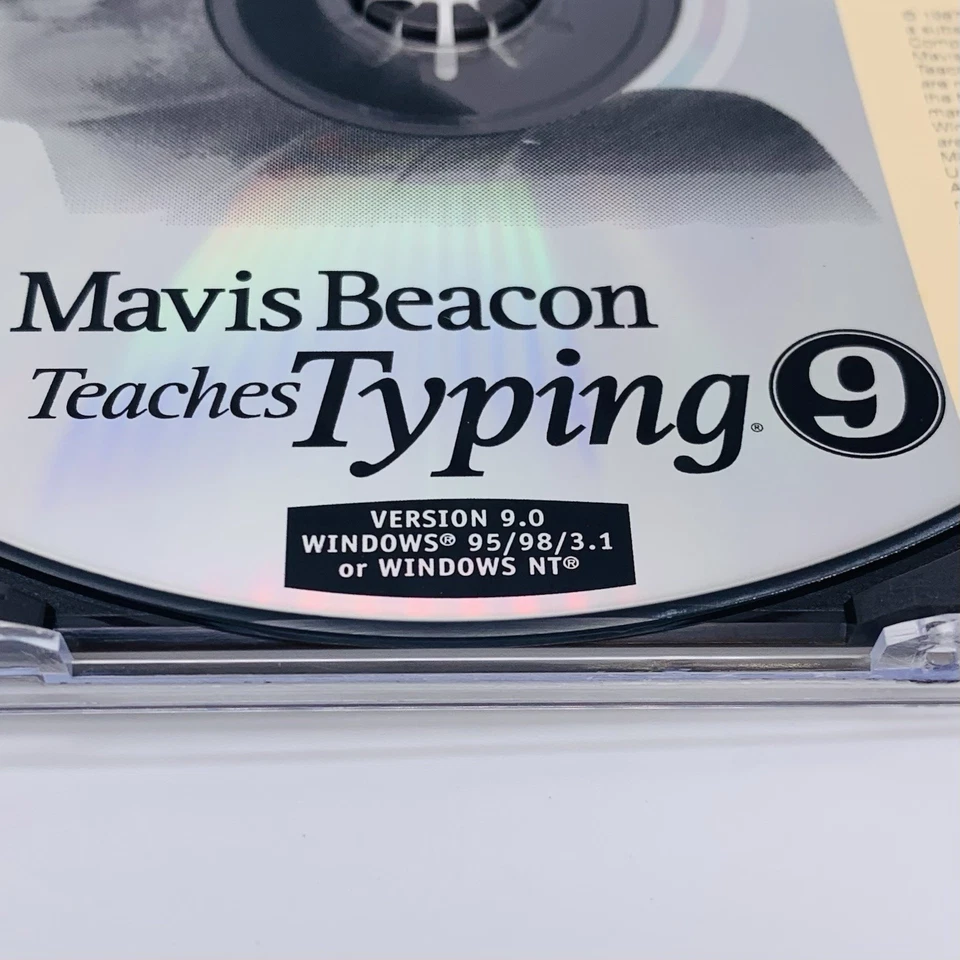 Mavis Beacon
Teaches Typing® 9
VERSION 9.0
WINDOWS® 95/98/3.1
or WINDOWS NT®